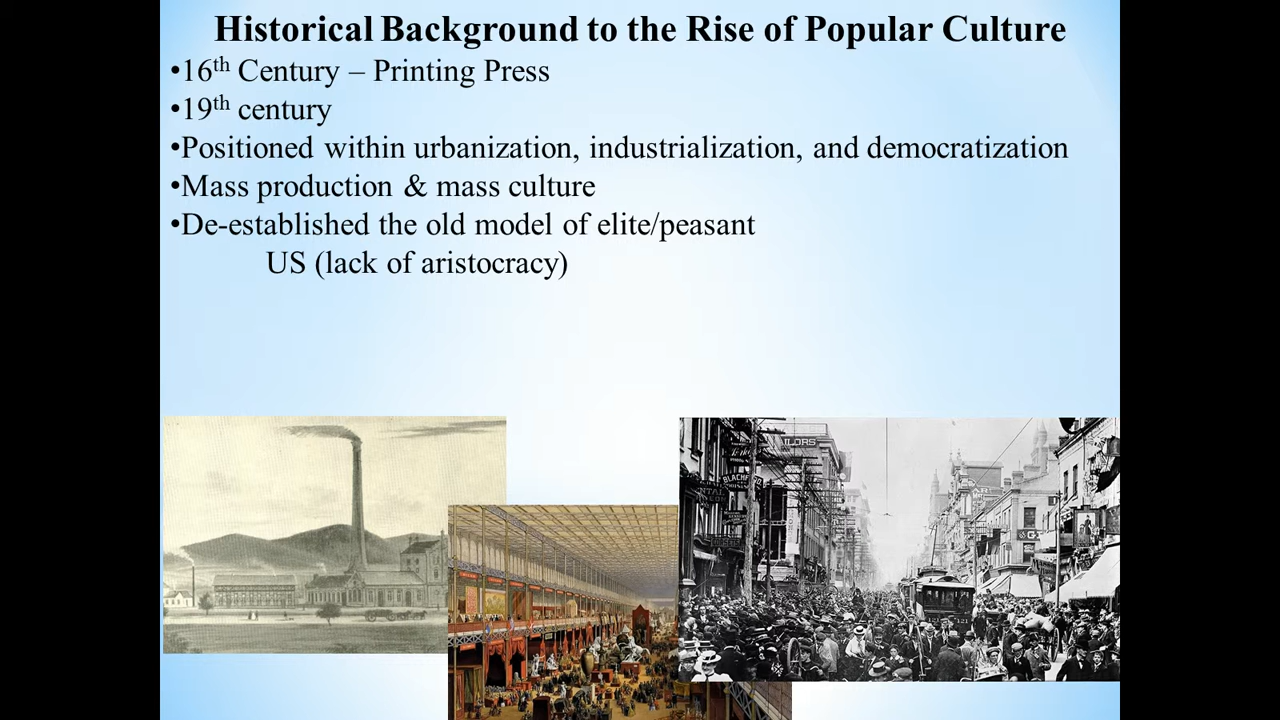 Historical Background to the Rise of Popular Culture
•16th Century – Printing Press
•19th century
•Positioned within urbanization, industrialization, and democratization
•Mass production & mass culture
•De-established the old model of elite/peasant
US (lack of aristocracy)
ILORS